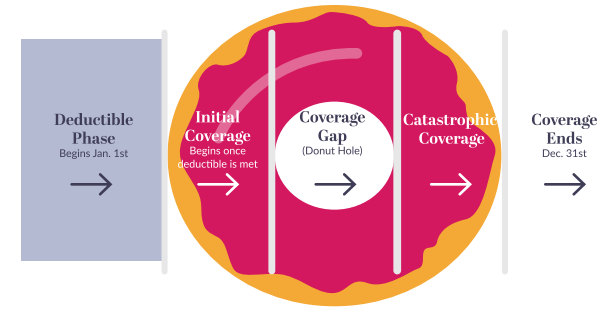 Deductible
Phase
Begins Jan. 1st
Initial
Coverage
Begins once
deductible is met
Coverage
Gap
(Donut Hole)
Catastrophic
Coverage
Coverage
Ends
Dec. 31st